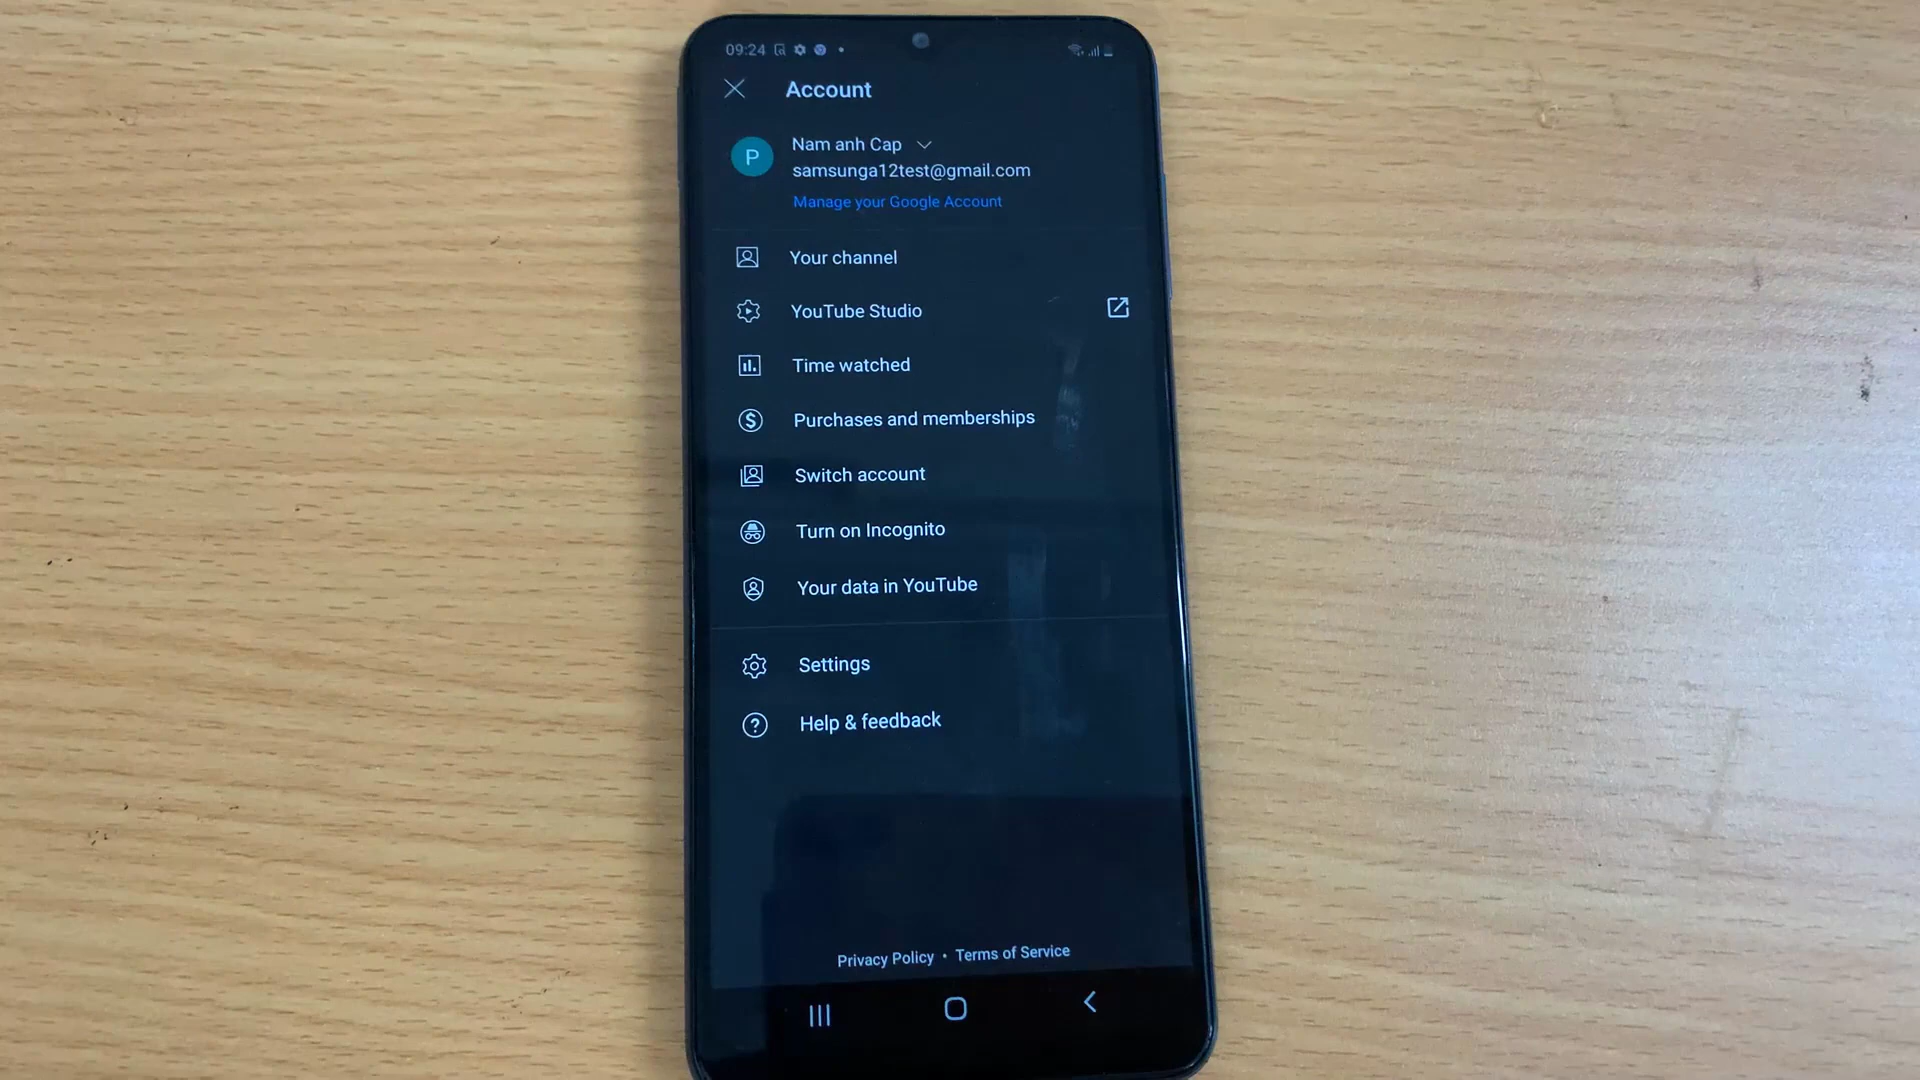 09:24
Account
P
Nam anh Cap
samsunga12test@gmail.com
Manage your Google Account
Your channel
YouTube Studio
Time watched
Purchases and memberships
Switch account
Turn on Incognito
Your data in YouTube
Settings
Help & feedback
Privacy Policy • Terms of Service